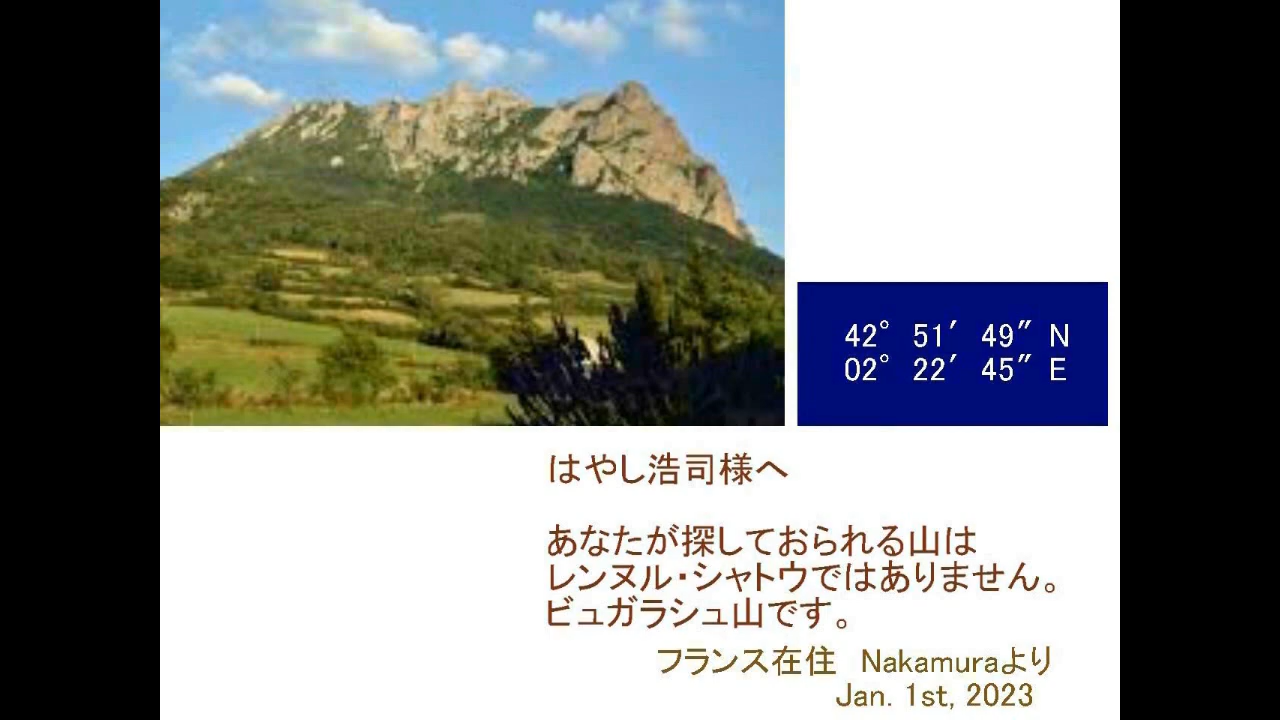 42° 51′ 49″ N
02° 22′ 45″ E
はやし浩司様へ
あなたが探しておられる山は
レンヌル・シャトウではありません。
ビュガラシュ山です。
フランス在住　Nakamuraより
Jan. 1st, 2023